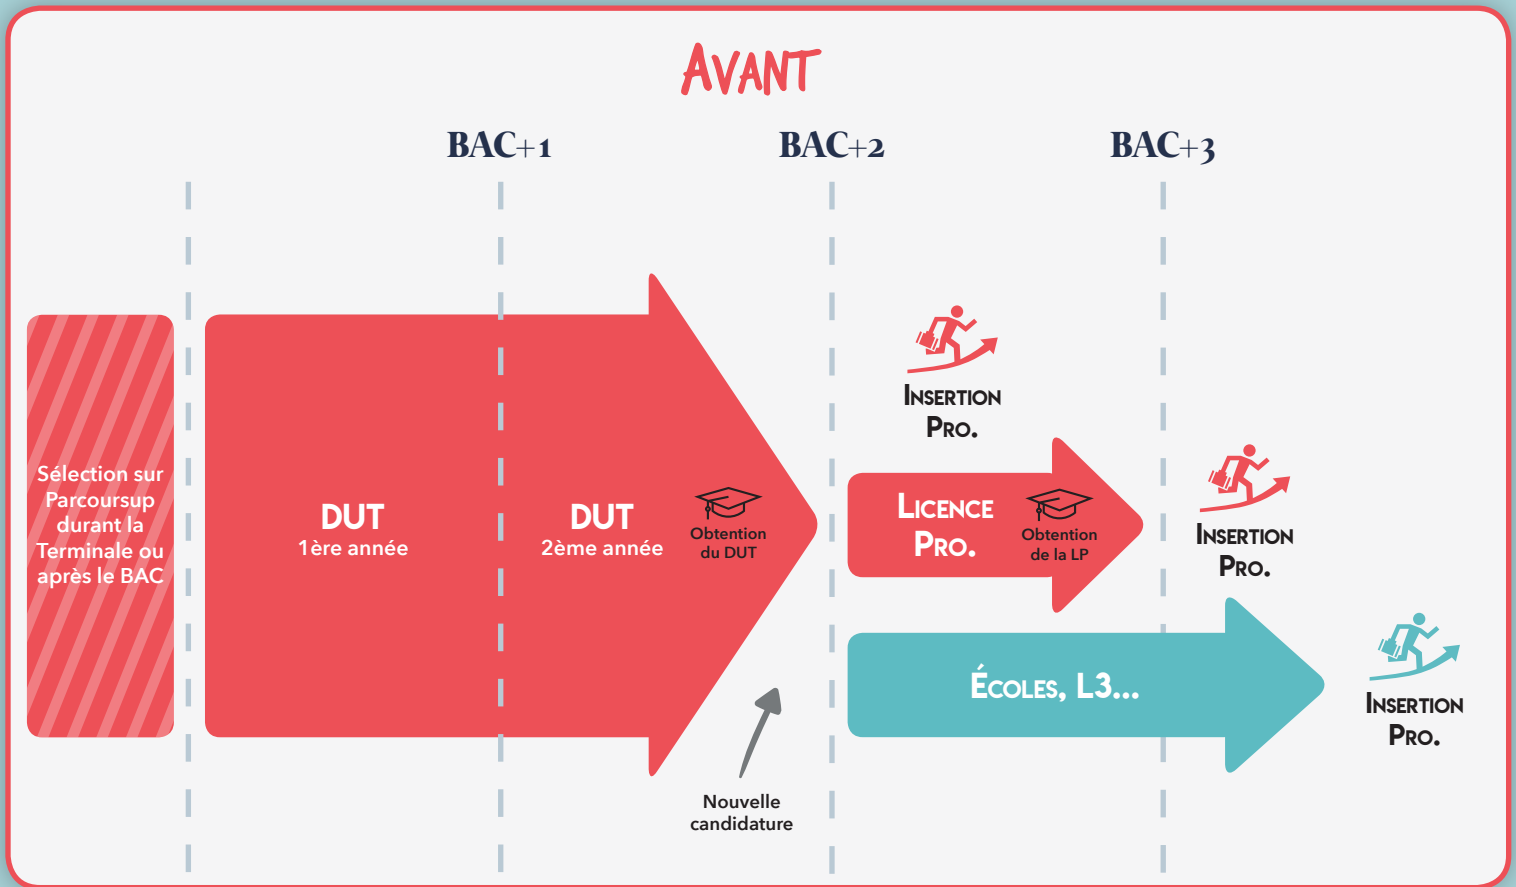 AVANT
BAC+1
BAC+2
BAC+3
Sélection sur
Parcoursup
durant la
Terminale ou
après le BAC
DUT
1ère année
DUT
2ème année
Obtention
du DUT
Nouvelle
candidature
INSERTION
PRO.
LICENCE
PRO.
Obtention
de la LP
INSERTION
PRO.
ÉCOLES, L3...
INSERTION
PRO.